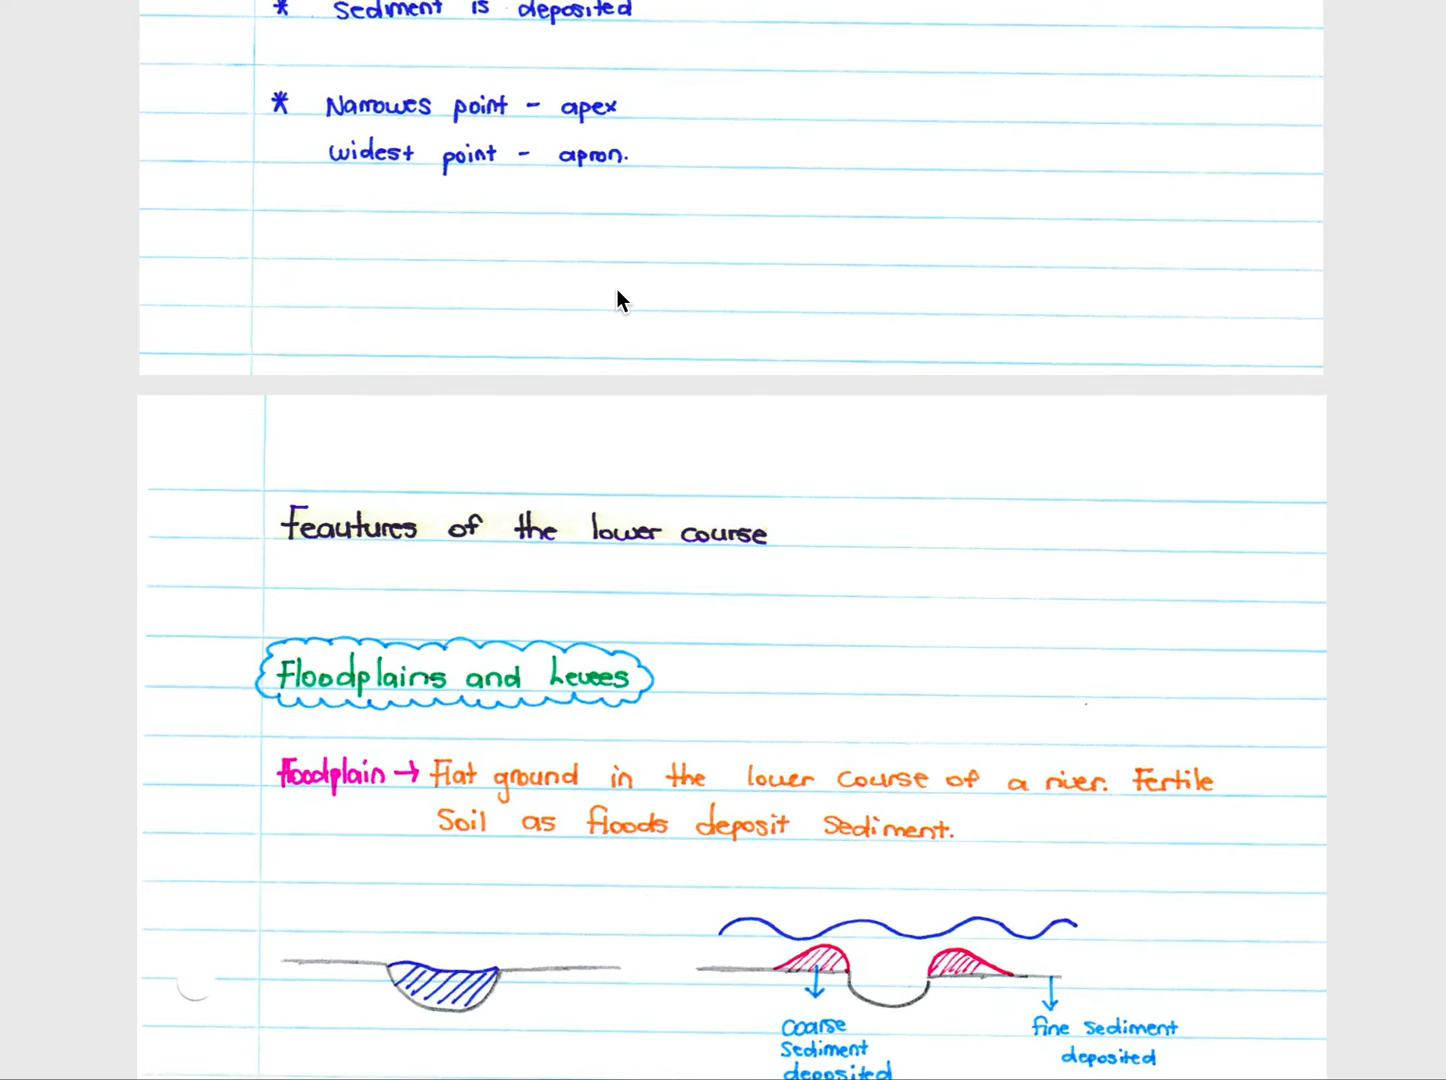 * Sediment is deposited
* Narrowes point - apex
widest point - apron.
Feautures of the lower course
Floodplains and Levees
Floodplain → Flat ground in the lower course of a river. Fertile
Soil as floods deposit sediment.
coarse
sediment
deposited
fine sediment
deposited